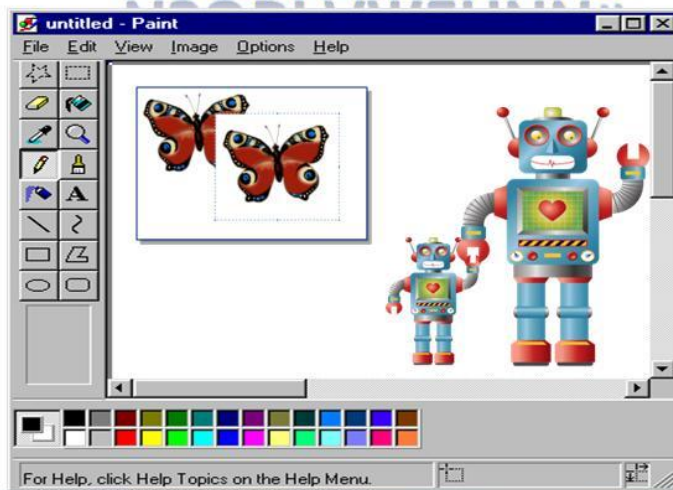 untitled - Paint
File Edit View Image Options Help
A
For Help, click Help Topics on the Help Menu.